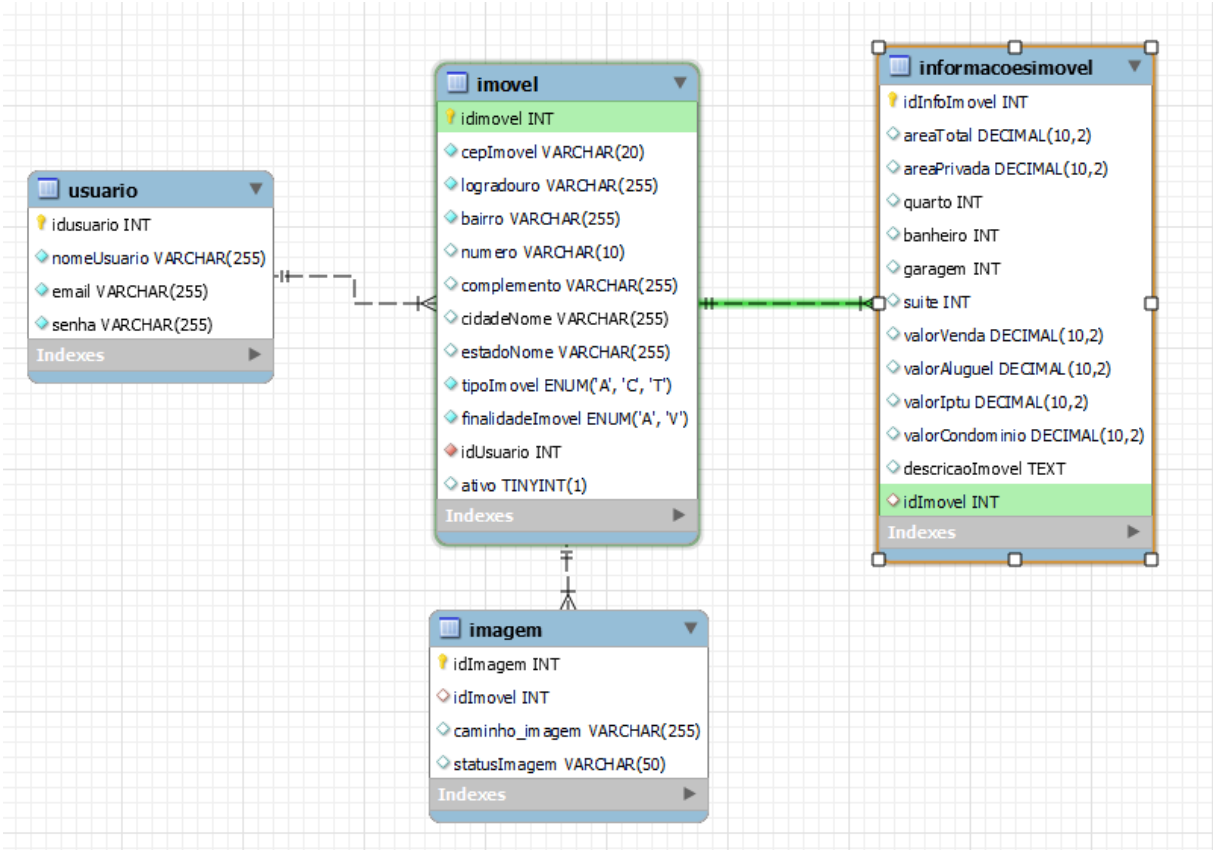 usuario
idusuario INT
nomeUsuario VARCHAR(255)
email VARCHAR(255)
senha VARCHAR(255)
Indexes
imovel
idimovel INT
cepImovel VARCHAR(20)
logradouro VARCHAR(255)
bairro VARCHAR(255)
numero VARCHAR(10)
complemento VARCHAR(255)
cidadeNome VARCHAR(255)
estadoNome VARCHAR(255)
tipoImovel ENUM('A', 'C', 'T')
finalidadeImovel ENUM('A', 'V')
idUsuario INT
ativo TINYINT(1)
Indexes
informacoesimovel
idInfoImovel INT
areaTotal DECIMAL(10,2)
areaPrivada DECIMAL(10,2)
quarto INT
banheiro INT
garagem INT
suite INT
valorVenda DECIMAL(10,2)
valorAluguel DECIMAL(10,2)
valorIptu DECIMAL(10,2)
valorCondominio DECIMAL(10,2)
descricaoImovel TEXT
idImovel INT
Indexes
imagem
idImagem INT
idImovel INT
caminho_imagem VARCHAR(255)
statusImagem VARCHAR(50)
Indexes